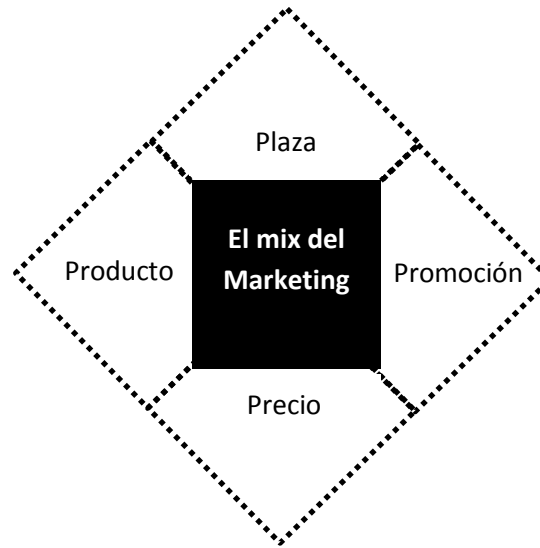 Plaza
El mix del
Marketing
Producto
Promoción
Precio